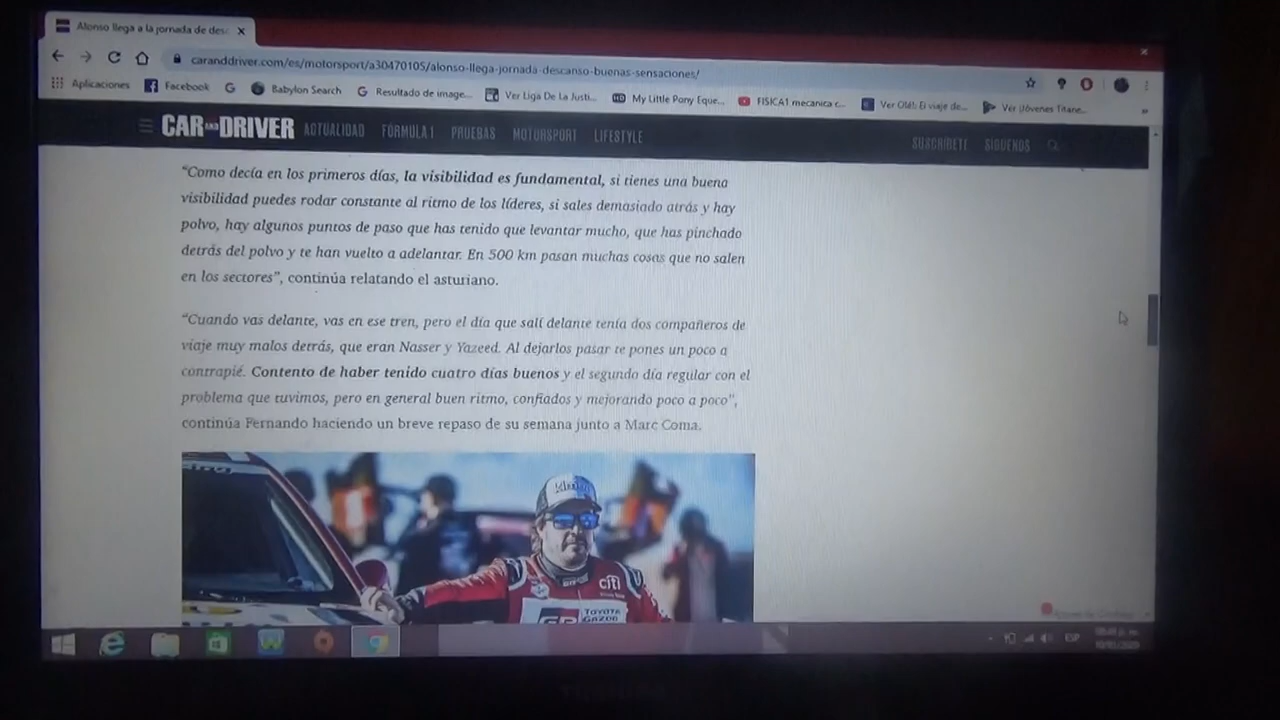 Alonso llega a la jornada de des
caranddriver.com/es/motorsport/a30470105/alonso-llega-jornada-descanso-buenas-sensaciones/
Aplicaciones Facebook Babylon Search Resultado de image... Ver Liga De La Justi... My Little Pony Eque... FISICA1 mecanica c... Ver Olé!: El viaje de... Ver ¡Jóvenes Titane...
CAR AND DRIVER ACTUALIDAD FÓRMULA 1 PRUEBAS MOTORSPORT LIFESTYLE SUSCRÍBETE SÍGUENOS
“Como decía en los primeros días, la visibilidad es fundamental, si tienes una buena
visibilidad puedes rodar constante al ritmo de los líderes, si sales demasiado atrás y hay
polvo, hay algunos puntos de paso que has tenido que levantar mucho, que has pinchado
detrás del polvo y te han vuelto a adelantar. En 500 km pasan muchas cosas que no salen
en los sectores”, continúa relatando el asturiano.
“Cuando vas delante, vas en ese tren, pero el día que salí delante tenía dos compañeros de
viaje muy malos detrás, que eran Nasser y Yazeed. Al dejarlos pasar te pones un poco a
contrapié. Contento de haber tenido cuatro días buenos y el segundo día regular con el
problema que tuvimos, pero en general buen ritmo, confiados y mejorando poco a poco”,
continúa Fernando haciendo un breve repaso de su semana junto a Marc Coma.
citi
TOYOTA
GAZOO
ESP